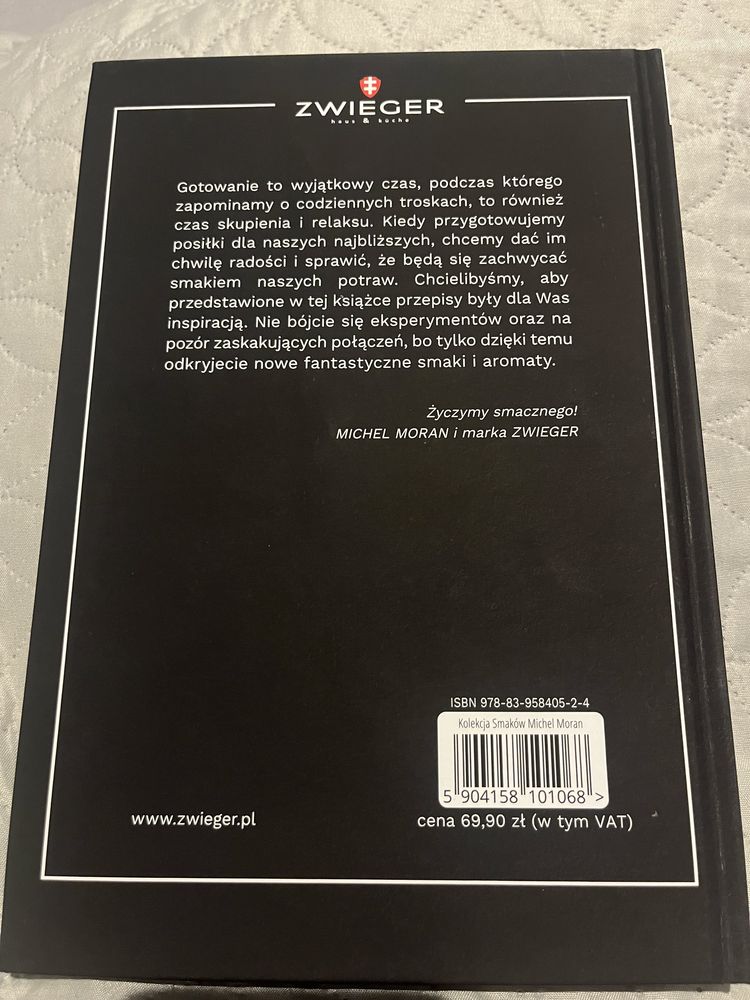 ZWIEGER
haus & küche
Gotowanie to wyjątkowy czas, podczas którego
zapominamy o codziennych troskach, to również
czas skupienia i relaksu. Kiedy przygotowujemy
posiłki dla naszych najbliższych, chcemy dać im
chwilę radości i sprawić, że będą się zachwycać
smakiem naszych potraw. Chcielibyśmy, aby
przedstawione w tej książce przepisy były dla Was
inspiracją. Nie bójcie się eksperymentów oraz na
pozór zaskakujących połączeń, bo tylko dzięki temu
odkryjecie nowe fantastyczne smaki i aromaty.
Życzymy smacznego!
MICHEL MORAN i marka ZWIEGER
ISBN 978-83-958405-2-4
Kolekcja Smaków Michel Moran
5 904158 101068 >
www.zwieger.pl
cena 69,90 zł (w tym VAT)